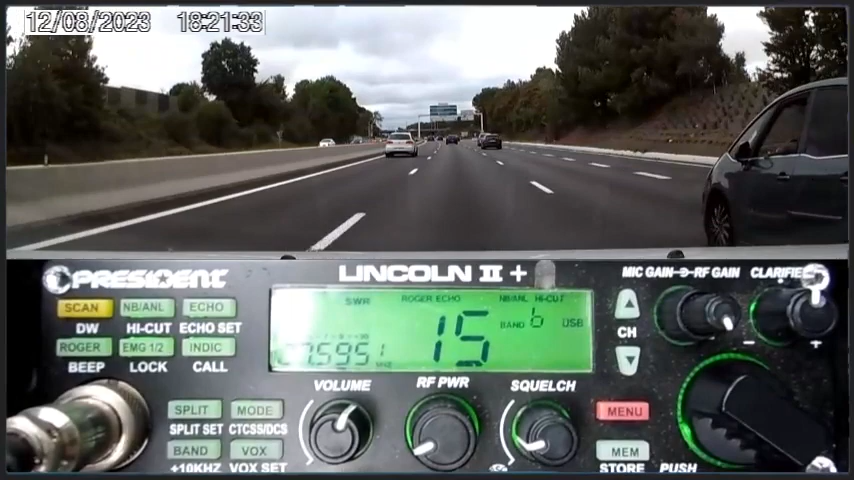 12/08/2023 18:21:33
PRESIDENT LINCOLN II + MIC GAIN RF GAIN CLARIFIER
SCAN NB/ANL ECHO
DW HI-CUT ECHO SET
ROGER EMG 1/2 INDIC
BEEP LOCK CALL
SWR ROGER ECHO NB/ANL HI-CUT
15 BAND b USB
MHz
CH
- +
VOLUME RF PWR SQUELCH
SPLIT MODE
SPLIT SET CTCSS/DCS
BAND VOX
+10KHZ VOX SET
MENU
MEM
STORE PUSH